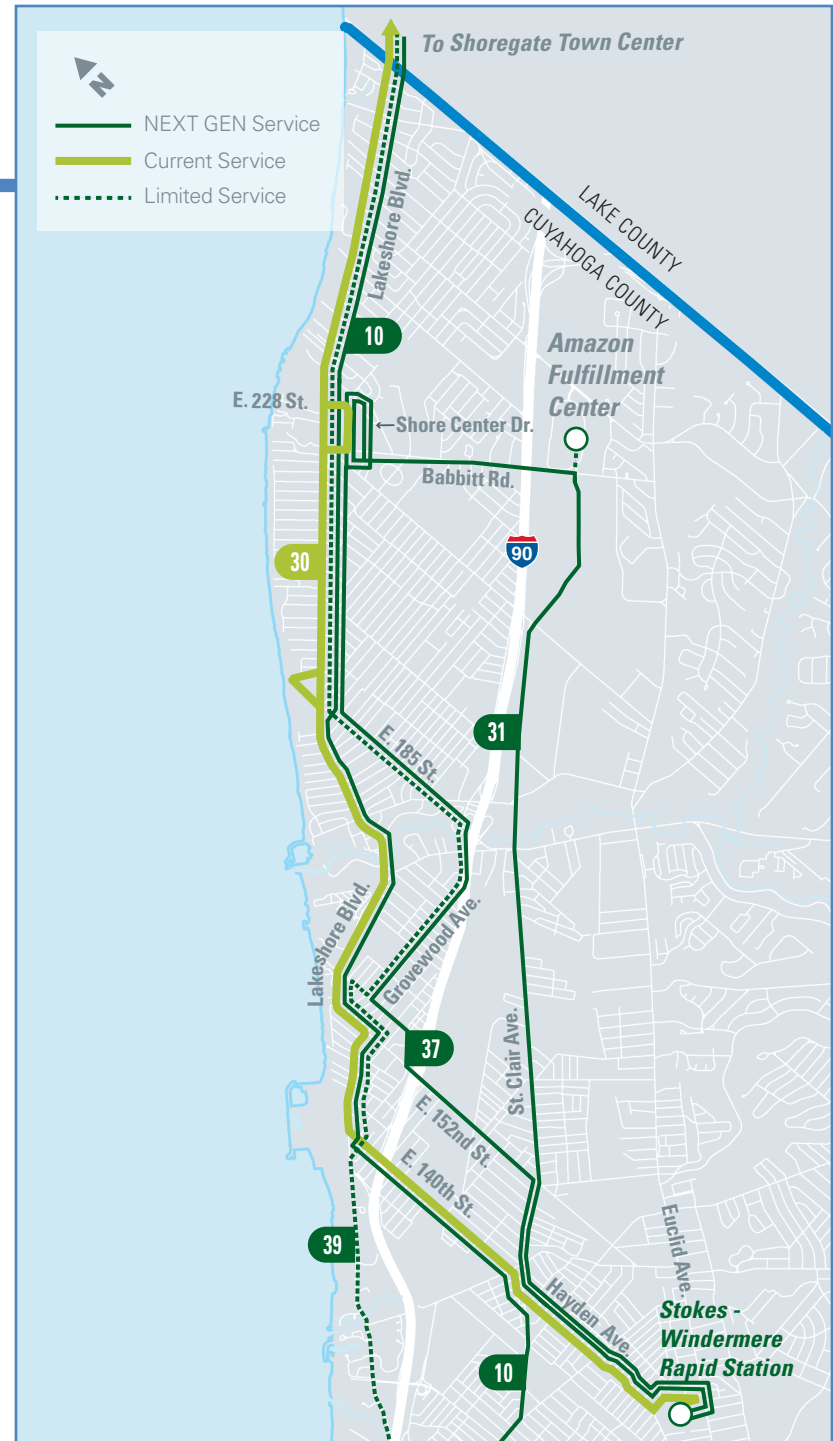 To Shoregate Town Center
N
NEXT GEN Service
Current Service
Limited Service
LAKE COUNTY
CUYAHOGA COUNTY
Lakeshore Blvd.
10
Amazon
Fulfillment
Center
E. 228 St.
←Shore Center Dr.
Babbitt Rd.
90
30
31
E. 185 St.
Lakeshore Blvd.
Grovewood Ave.
St. Clair Ave.
37
E. 152nd St.
E. 140th St.
Euclid Ave.
39
Hayden Ave.
Stokes -
Windermere
Rapid Station
10